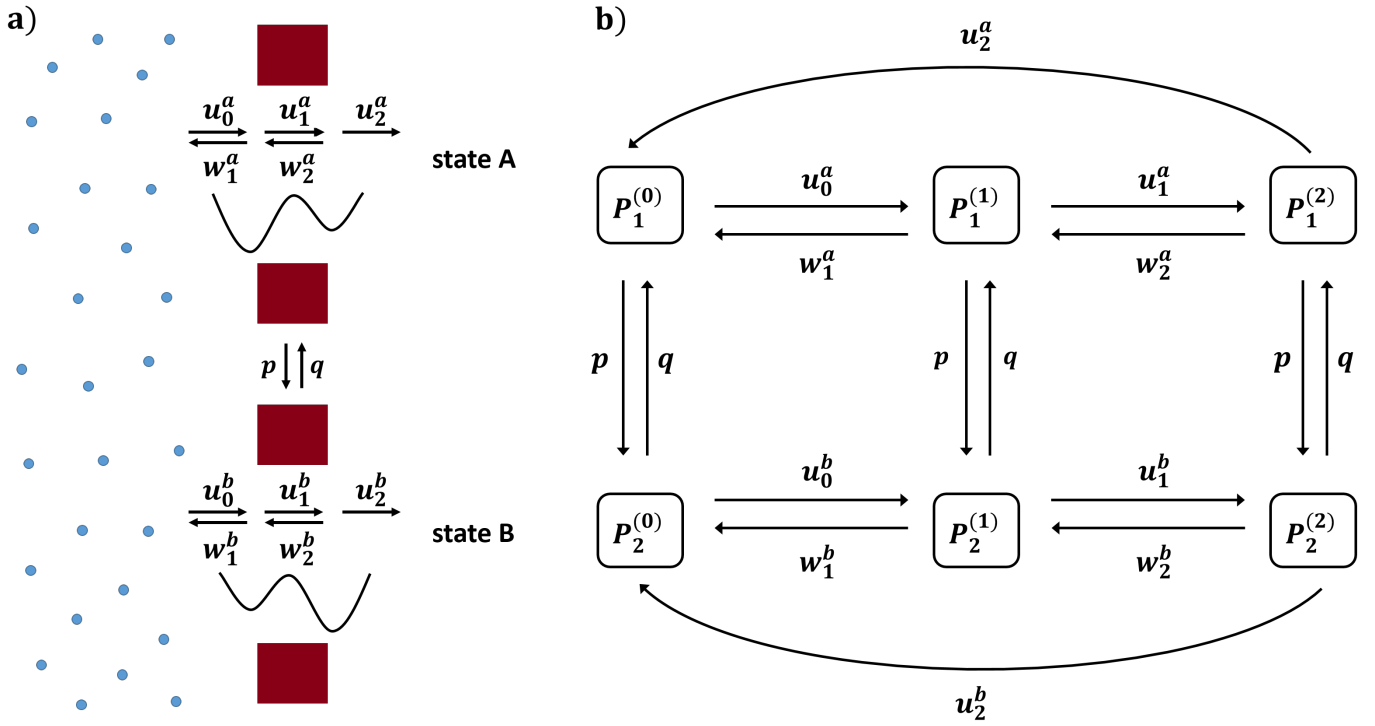 a)
u_0^a u_1^a u_2^a
w_1^a w_2^a
state A
p q
u_0^b u_1^b u_2^b
w_1^b w_2^b
state B
b)
u_2^a
P_1^{(0)} u_0^a P_1^{(1)} u_1^a P_1^{(2)}
w_1^a w_2^a
p q p q p q
u_0^b u_1^b
P_2^{(0)} P_2^{(1)} P_2^{(2)}
w_1^b w_2^b
u_2^b